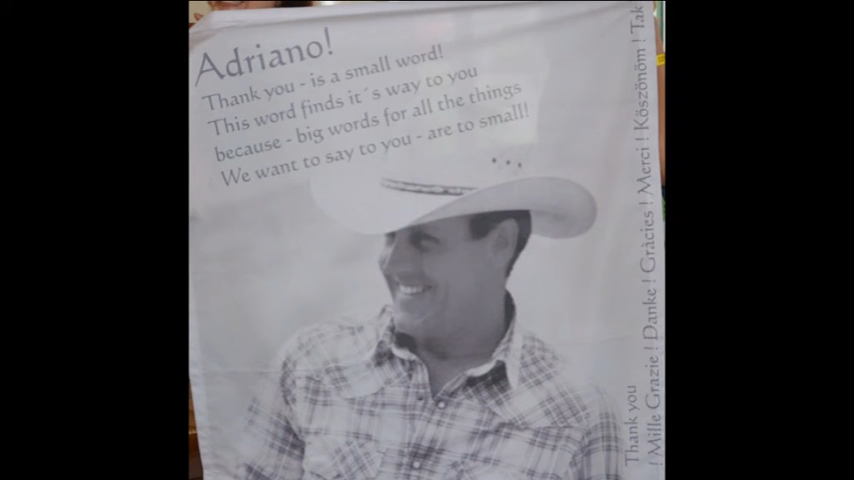 Adriano!
Thank you - is a small word!
This word finds it´s way to you
because - big words for all the things
We want to say to you - are to small!
Thank you
! Mille Grazie ! Danke ! Gràcies ! Merci ! Köszönöm ! Tak